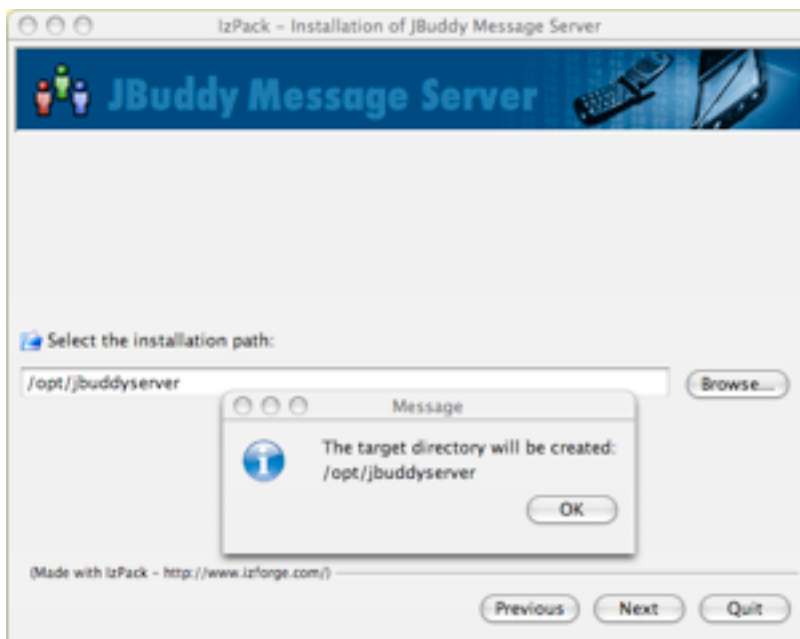 IzPack – Installation of JBuddy Message Server
JBuddy Message Server
Select the installation path:
/opt/jbuddyserver
Browse...
Message
The target directory will be created:
/opt/jbuddyserver
OK
(Made with IzPack – http://www.izforge.com/)
Previous
Next
Quit